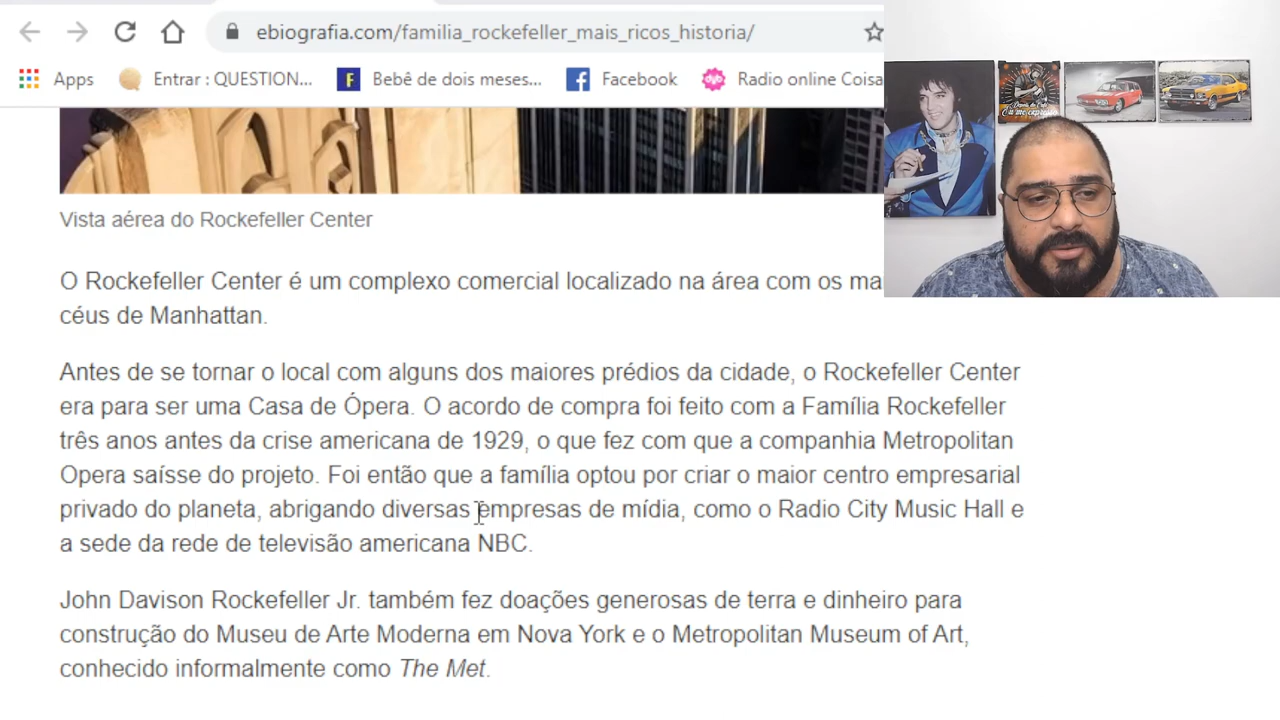 ebiografia.com/familia_rockefeller_mais_ricos_historia/
Apps Entrar : QUESTION... Bebê de dois meses... Facebook Radio online Coisa
Vista aérea do Rockefeller Center
O Rockefeller Center é um complexo comercial localizado na área com os ma
céus de Manhattan.
Antes de se tornar o local com alguns dos maiores prédios da cidade, o Rockefeller Center
era para ser uma Casa de Ópera. O acordo de compra foi feito com a Família Rockefeller
três anos antes da crise americana de 1929, o que fez com que a companhia Metropolitan
Opera saísse do projeto. Foi então que a família optou por criar o maior centro empresarial
privado do planeta, abrigando diversas empresas de mídia, como o Radio City Music Hall e
a sede da rede de televisão americana NBC.
John Davison Rockefeller Jr. também fez doações generosas de terra e dinheiro para
construção do Museu de Arte Moderna em Nova York e o Metropolitan Museum of Art,
conhecido informalmente como The Met.